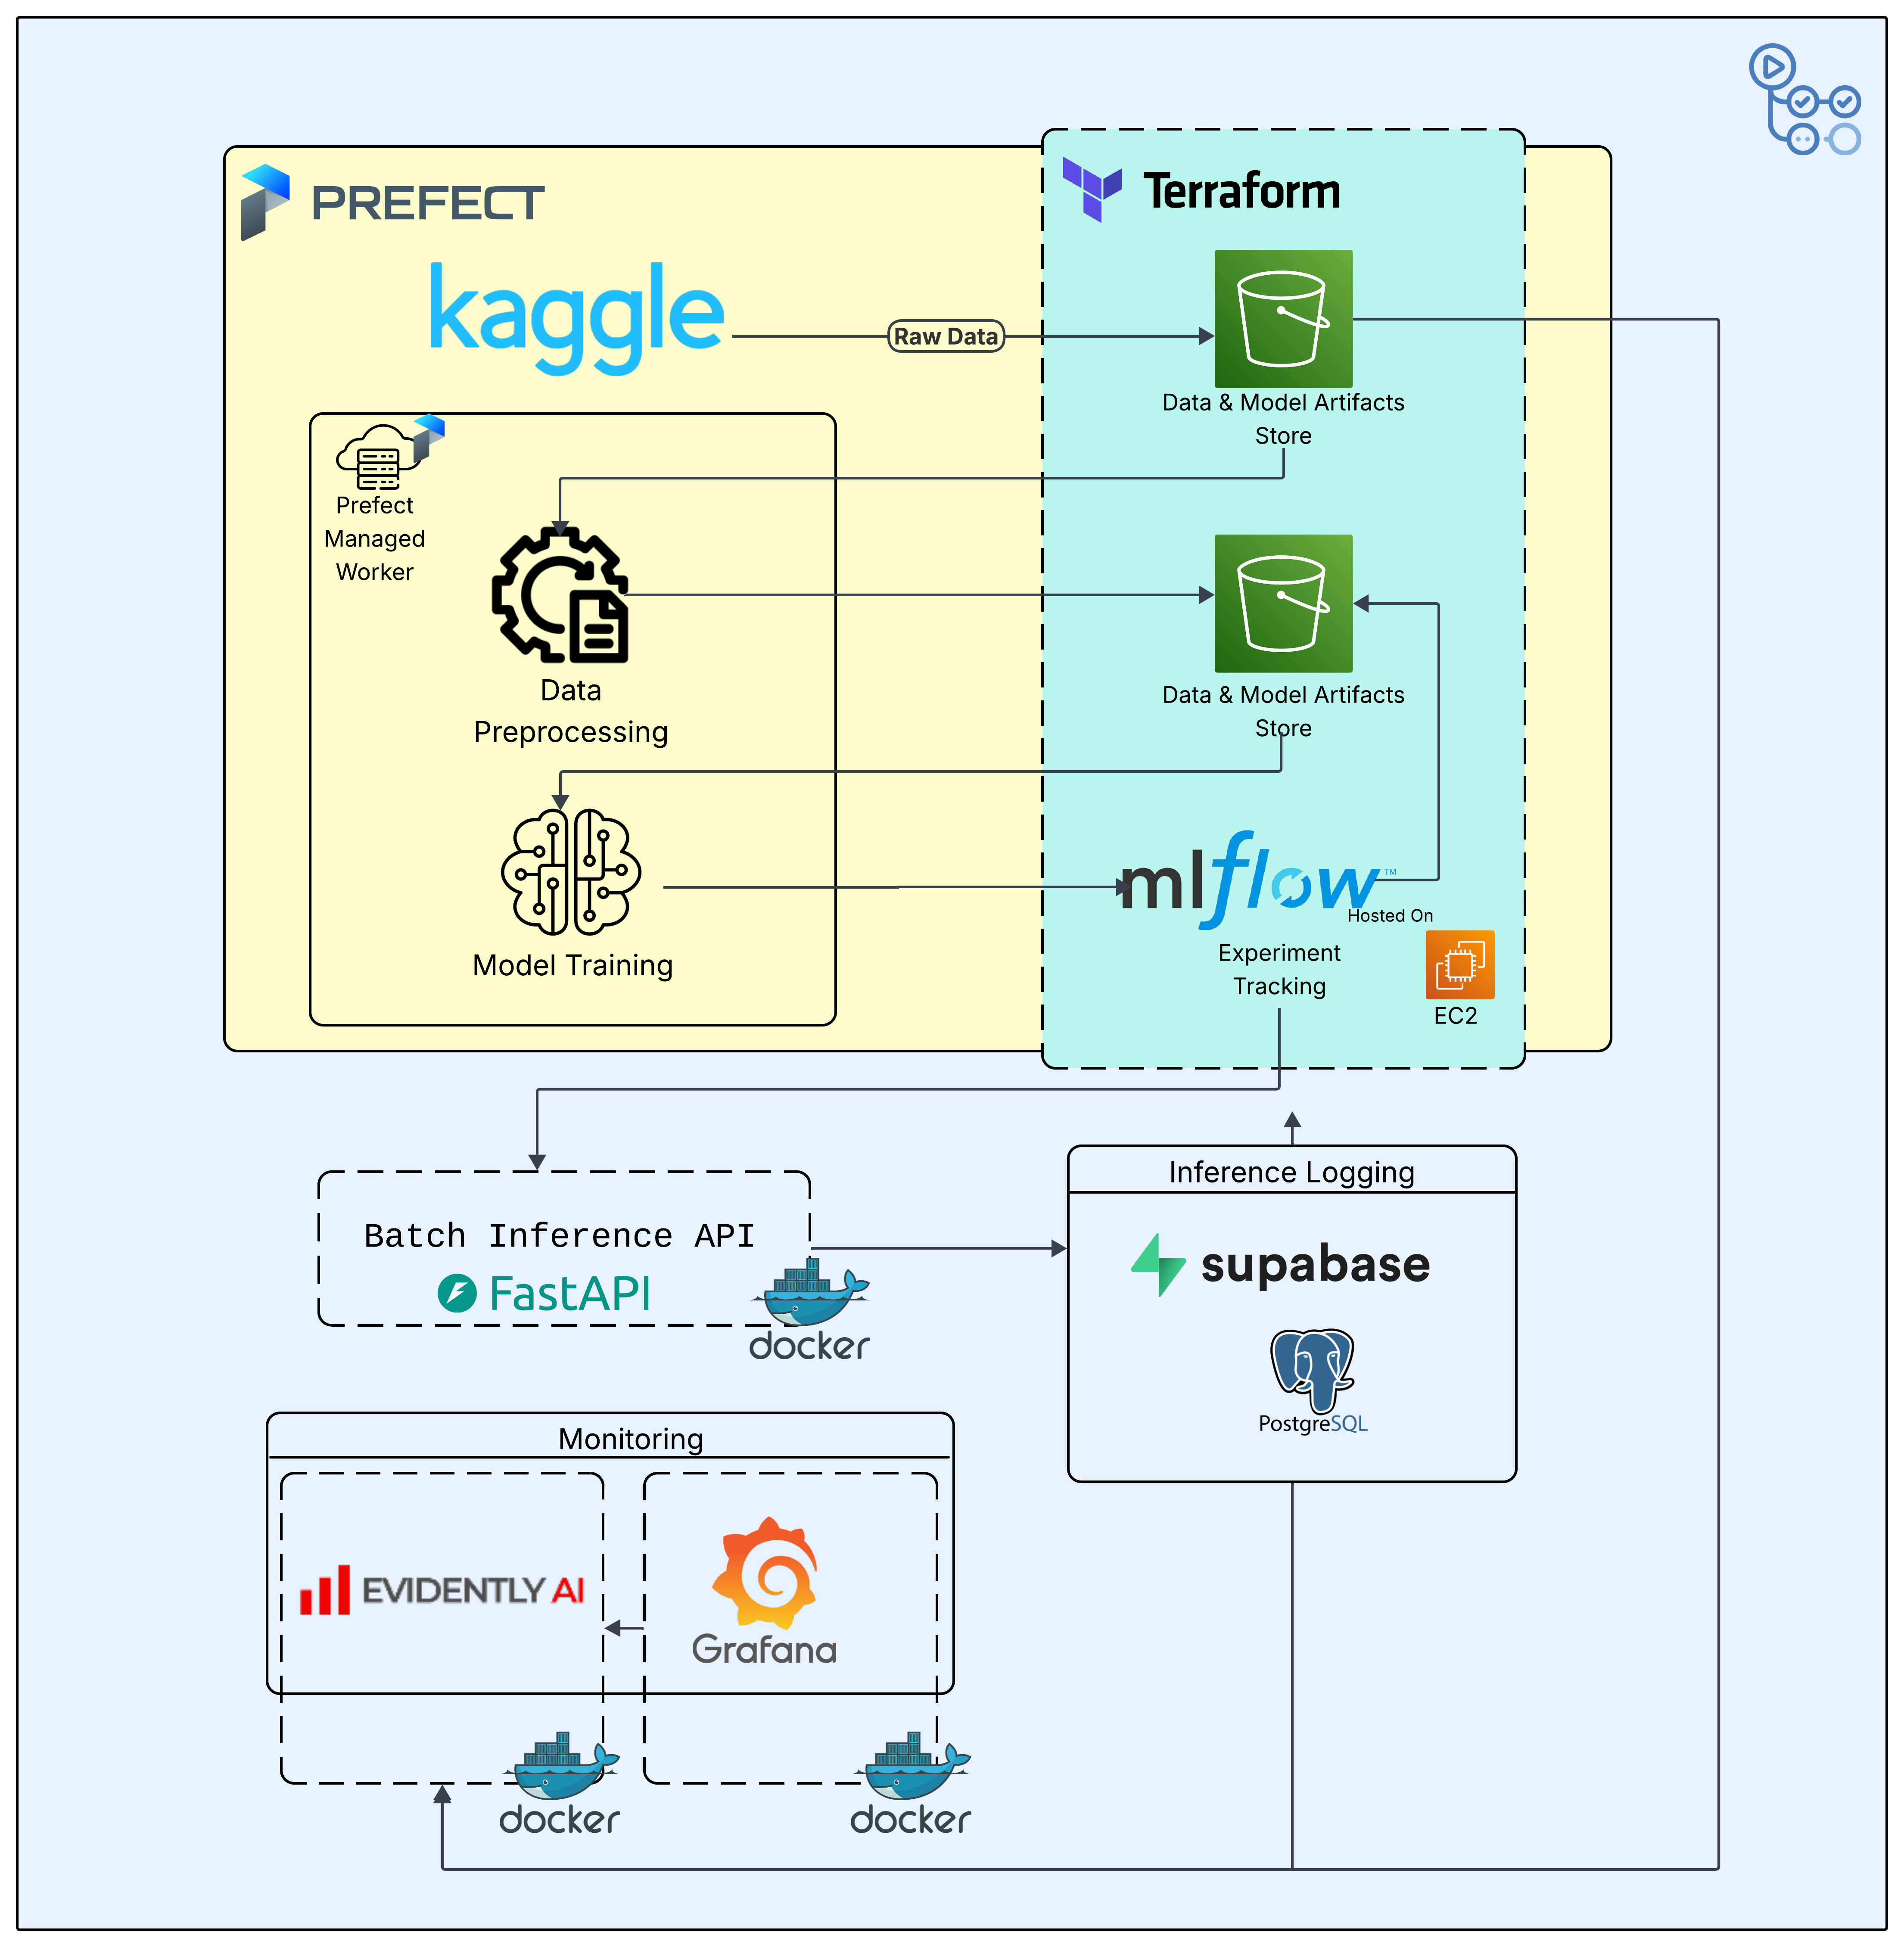 PREFECT
Terraform
kaggle
Raw Data
Data & Model Artifacts
Store
Prefect
Managed
Worker
Data
Preprocessing
Data & Model Artifacts
Store
mlflow™
Hosted On
Model Training
Experiment
Tracking
EC2
Batch Inference API
FastAPI
docker
Inference Logging
supabase
PostgreSQL
Monitoring
EVIDENTLY AI
Grafana
docker
docker